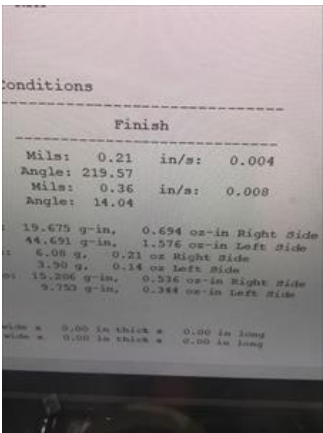 Conditions
Finish
Mils: 0.21 in/s: 0.004
Angle: 219.57
Mils: 0.36 in/s: 0.008
Angle: 14.04
: 19.675 g-in, 0.694 oz-in Right Side
44.691 g-in, 1.576 oz-in Left Side
: 6.08 g, 0.21 oz Right Side
3.90 g, 0.14 oz Left Side
o: 15.206 g-in, 0.536 oz-in Right Side
9.753 g-in, 0.344 oz-in Left Side
wide x 0.00 in thick x 0.00 in long
wide x 0.00 in thick x 0.00 in long